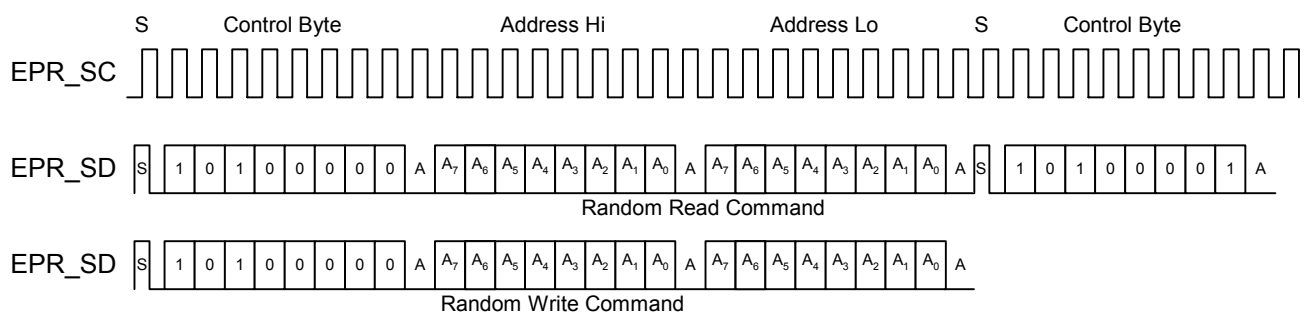 S Control Byte Address Hi Address Lo S Control Byte
EPR_SC
EPR_SD S 1 0 1 0 0 0 0 0 A A7 A6 A5 A4 A3 A2 A1 A0 A A7 A6 A5 A4 A3 A2 A1 A0 A S 1 0 1 0 0 0 0 1 A
Random Read Command
EPR_SD S 1 0 1 0 0 0 0 0 A A7 A6 A5 A4 A3 A2 A1 A0 A A7 A6 A5 A4 A3 A2 A1 A0 A
Random Write Command